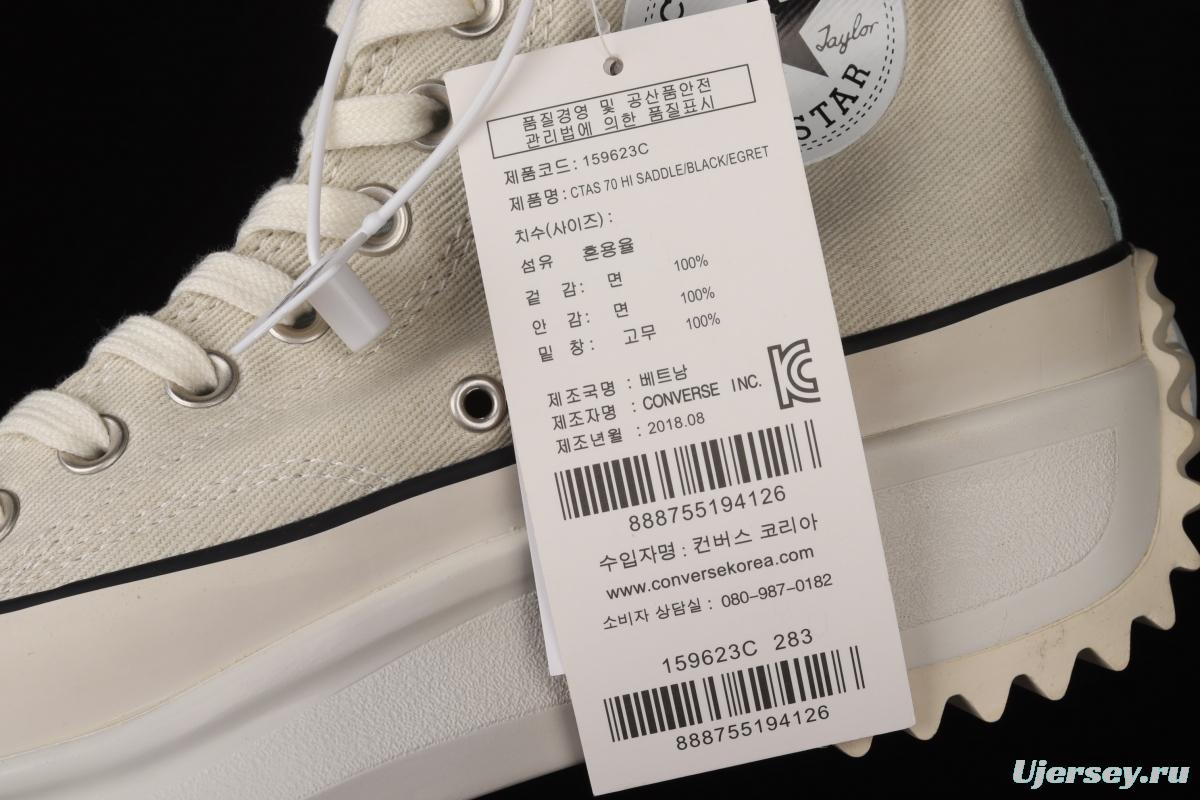 Taylor
STAR
품질경영 및 공산품안전
관리법에 의한 품질표시
제품코드: 159623C
제품명: CTAS 70 HI SADDLE/BLACK/EGRET
치수(사이즈) :
섬유 혼용율
겉 감: 면 100%
안 감: 면 100%
밑 창: 고무 100%
제조국명 : 베트남
제조자명 : CONVERSE INC.
제조년월 : 2018.08
888755194126
수입자명 : 컨버스 코리아
www.conversekorea.com
소비자 상담실 : 080-987-0182
159623C 283
888755194126
Ujersey.ru